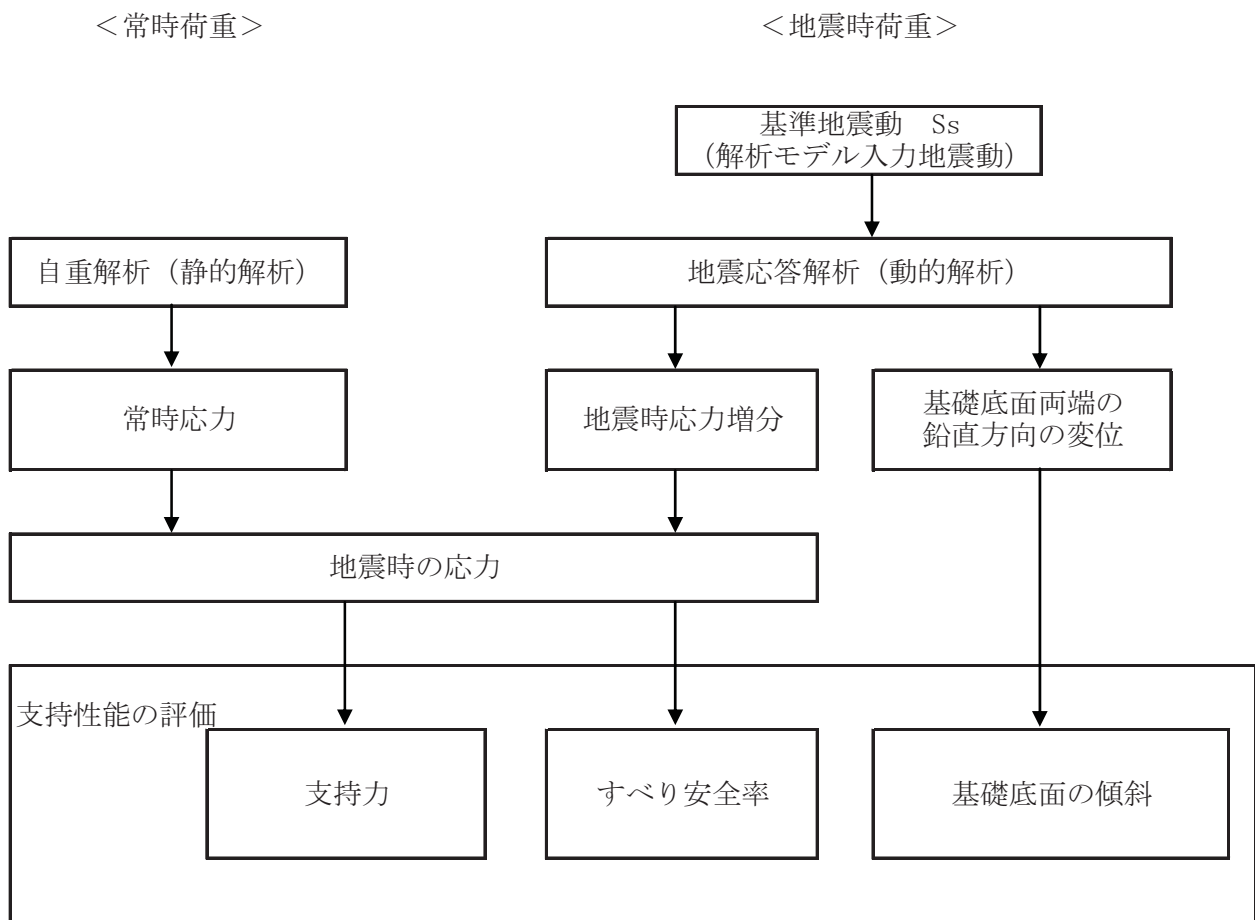 ＜常時荷重＞
＜地震時荷重＞
基準地震動　Ss
（解析モデル入力地震動）
自重解析（静的解析）
地震応答解析（動的解析）
常時応力
地震時応力増分
基礎底面両端の
鉛直方向の変位
地震時の応力
支持性能の評価
支持力
すべり安全率
基礎底面の傾斜